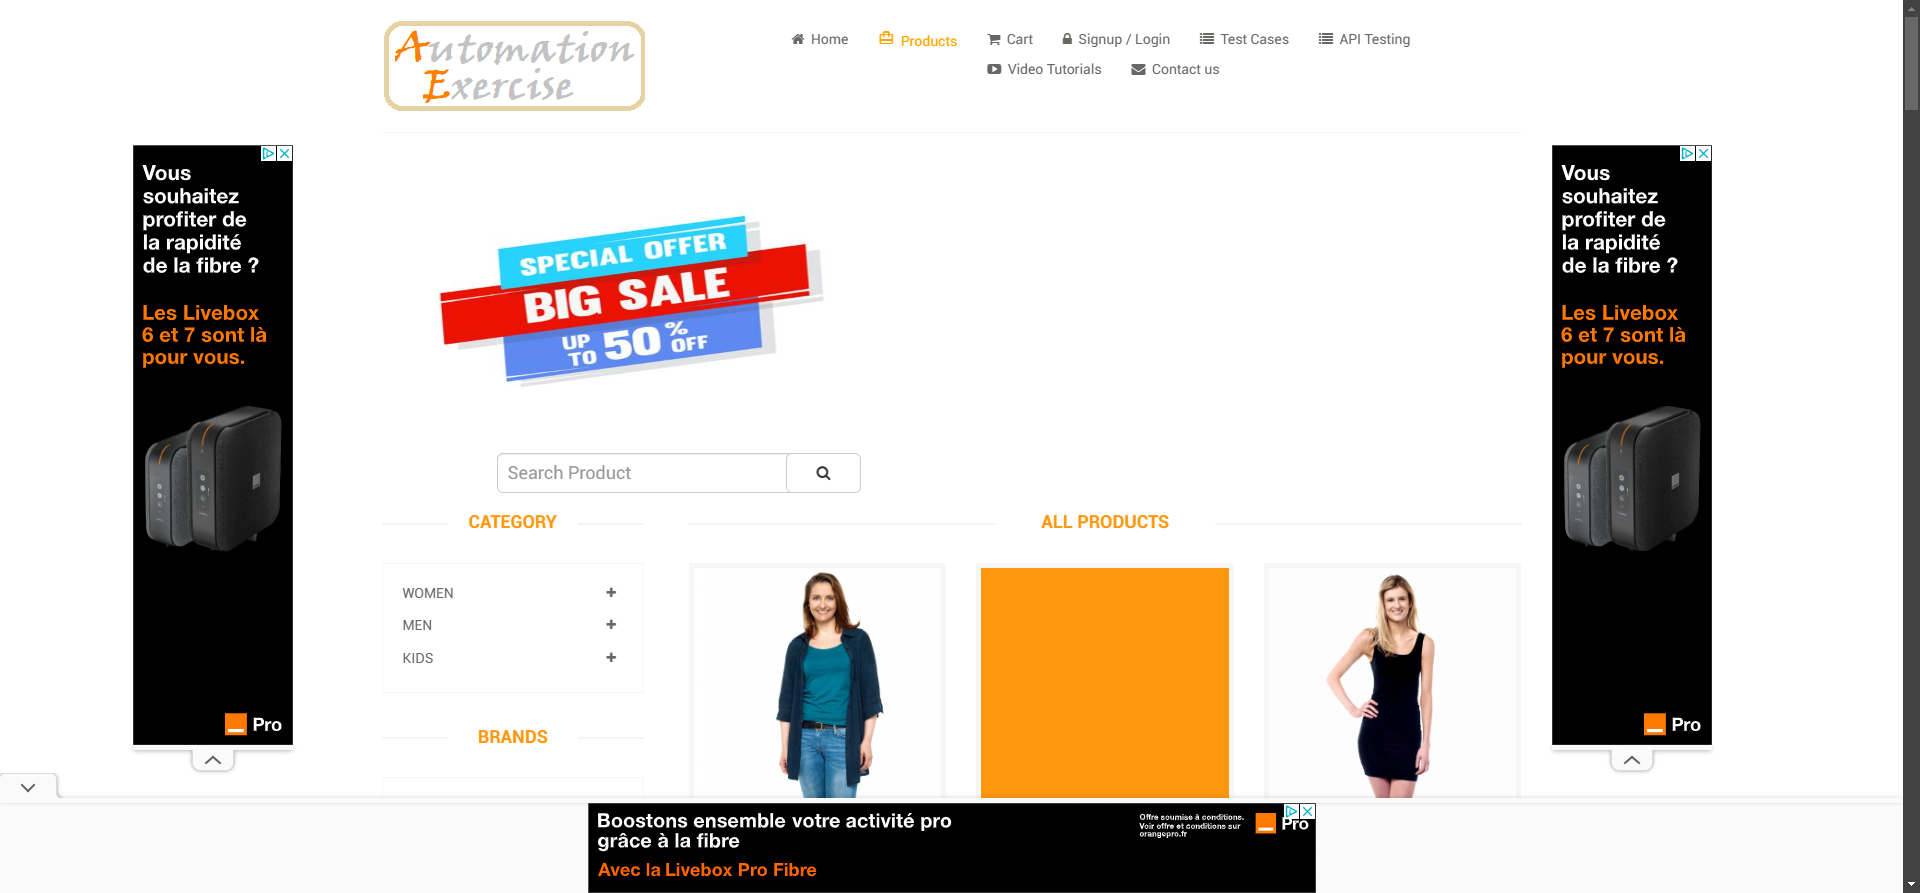 Automation
Exercise
Home
Products
Cart
Signup / Login
Test Cases
API Testing
Video Tutorials
Contact us
Vous
souhaitez
profiter de
la rapidité
de la fibre ?
Les Livebox
6 et 7 sont là
pour vous.
Pro
SPECIAL OFFER
BIG SALE
UP TO 50% OFF
Search Product
CATEGORY
WOMEN
MEN
KIDS
BRANDS
ALL PRODUCTS
Vous
souhaitez
profiter de
la rapidité
de la fibre ?
Les Livebox
6 et 7 sont là
pour vous.
Pro
Boostons ensemble votre activité pro
grâce à la fibre
Avec la Livebox Pro Fibre
Offre soumise à conditions.
Voir offre et conditions sur
orangepro.fr
Pro